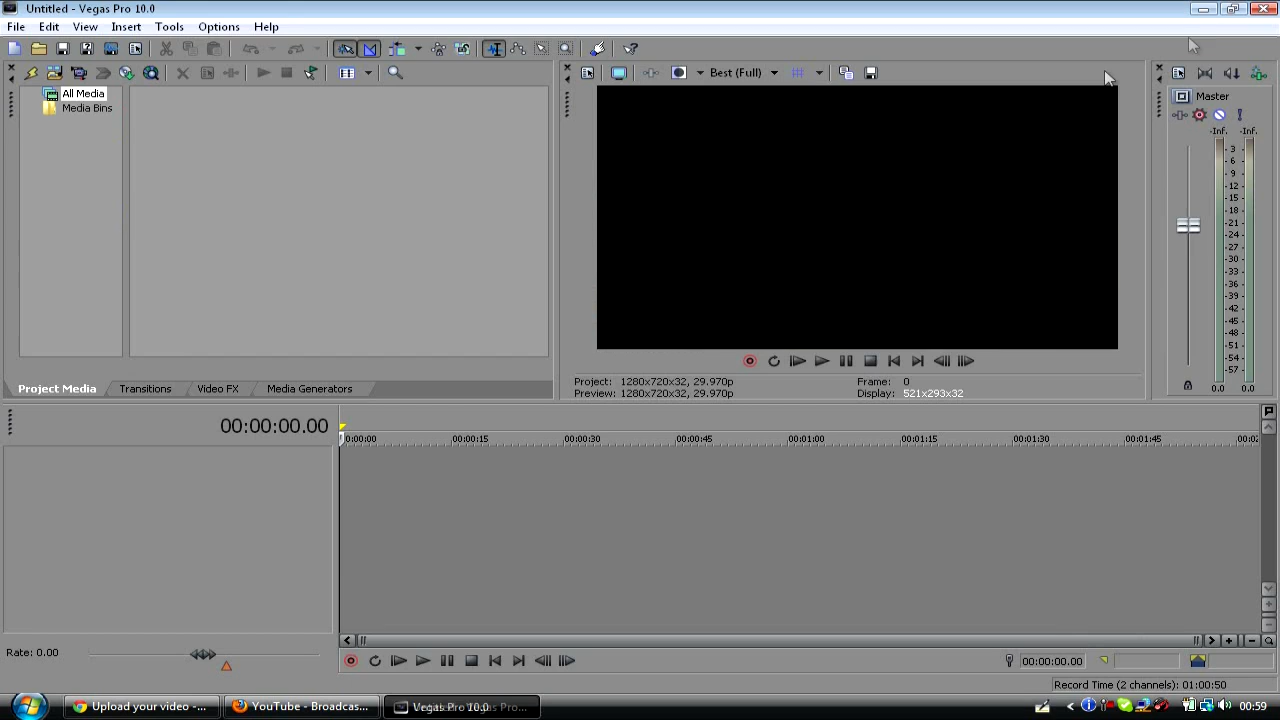 Untitled - Vegas Pro 10.0
File Edit View Insert Tools Options Help
Best (Full)
All Media
Media Bins
Master
-Inf. -Inf.
3
6
9
12
15
18
21
24
27
30
33
36
39
42
45
48
51
54
57
0.0 0.0
Project: 1280x720x32, 29.970p
Frame: 0
Preview: 1280x720x32, 29.970p
Display: 521x293x32
Project Media Transitions Video FX Media Generators
00:00:00.00
0:00:00 00:00:15 00:00:30 00:00:45 00:01:00 00:01:15 00:01:30 00:01:45 00:02
Rate: 0.00
00:00:00.00
Record Time (2 channels): 01:00:50
Upload your video -... YouTube - Broadcas... Vegas Pro 10.0
00:59